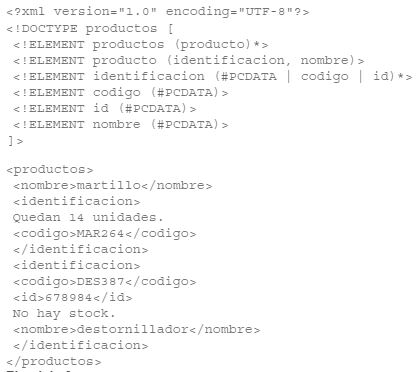 <?xml version="1.0" encoding="UTF-8"?>
<!DOCTYPE productos [
<!ELEMENT productos (producto)*>
<!ELEMENT producto (identificacion, nombre)>
<!ELEMENT identificacion (#PCDATA | codigo | id)*>
<!ELEMENT codigo (#PCDATA)>
<!ELEMENT id (#PCDATA)>
<!ELEMENT nombre (#PCDATA)>
]>
<productos>
<nombre>martillo</nombre>
<identificacion>
Quedan 14 unidades.
<codigo>MAR264</codigo>
</identificacion>
<identificacion>
<codigo>DES387</codigo>
<id>678984</id>
No hay stock.
<nombre>destornillador</nombre>
</identificacion>
</productos>